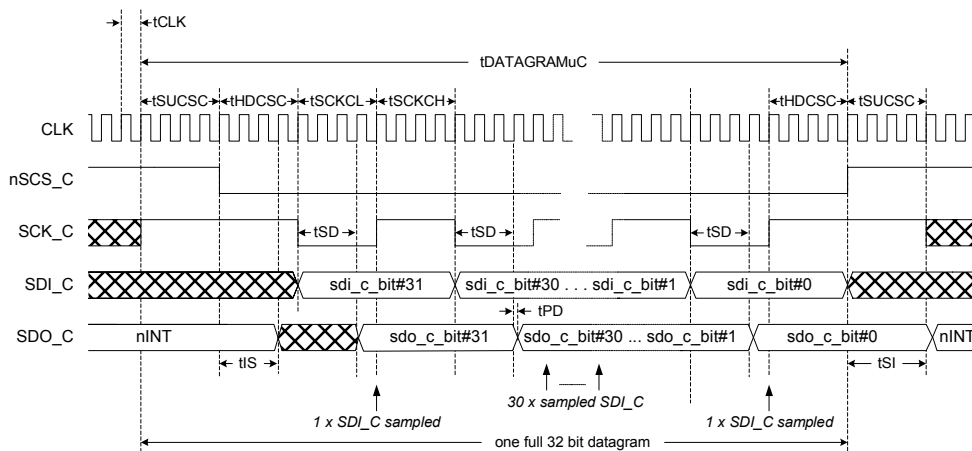 tCLK
tDATAGRAMuC
tSUCSC tHDCSC tSCKCL tSCKCH tHDCSC tSUCSC
CLK
nSCS_C
SCK_C tSD tSD tSD
SDI_C sdi_c_bit#31 sdi_c_bit#30 . . . sdi_c_bit#1 sdi_c_bit#0
tPD
SDO_C nINT sdo_c_bit#31 sdo_c_bit#30 ... sdo_c_bit#1 sdo_c_bit#0 nINT
tIS tSI
30 x sampled SDI_C
1 x SDI_C sampled 1 x SDI_C sampled
one full 32 bit datagram